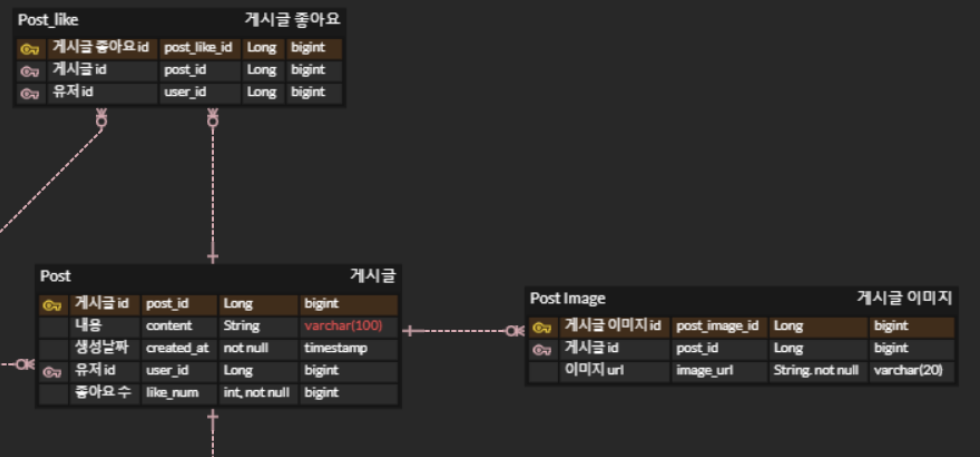 Post_like 게시글 좋아요
게시글 좋아요 id post_like_id Long bigint
게시글 id post_id Long bigint
유저 id user_id Long bigint
Post 게시글
게시글 id post_id Long bigint
내용 content String varchar(100)
생성날짜 created_at not null timestamp
유저 id user_id Long bigint
좋아요 수 like_num int, not null bigint
Post Image 게시글 이미지
게시글 이미지 id post_image_id Long bigint
게시글 id post_id Long bigint
이미지 url image_url String. not null varchar(20)